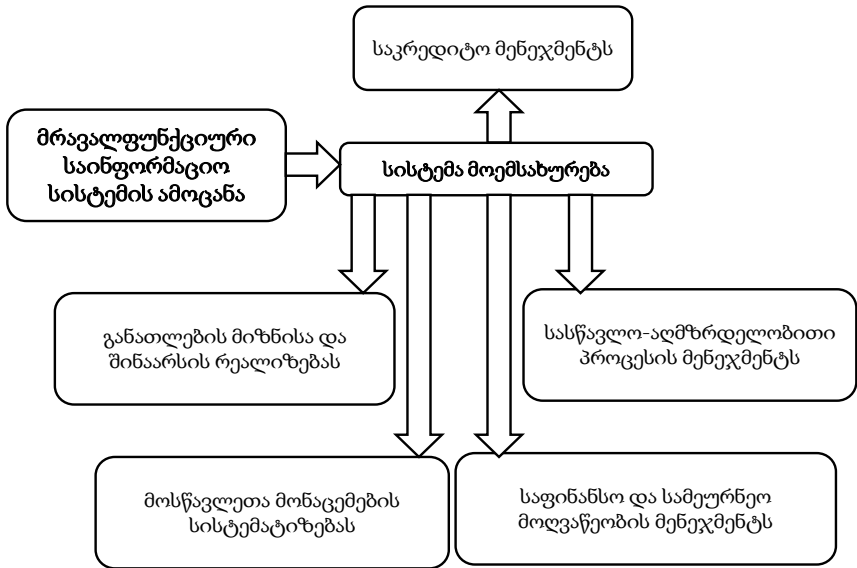 საკრედიტო მენეჯმენტს
მრავალფუნქციური
საინფორმაციო
სისტემის ამოცანა
სისტემა მოემსახურება
განათლების მიზნისა და
შინაარსის რეალიზებას
სასწავლო-აღმზრდელობითი
პროცესის მენეჯმენტს
მოსწავლეთა მონაცემების
სისტემატიზებას
საფინანსო და სამეურნეო
მოღვაწეობის მენეჯმენტს